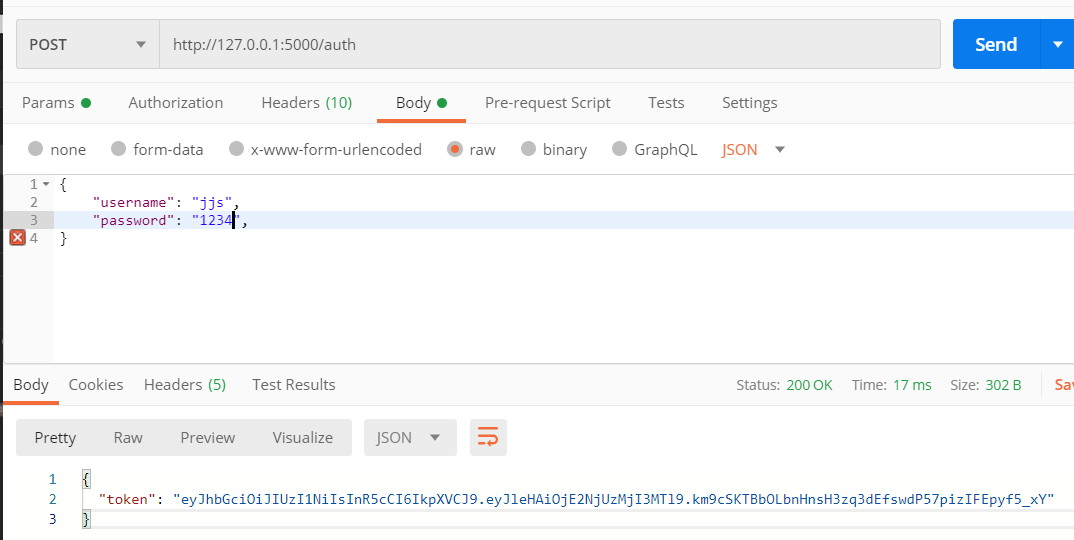 POST http://127.0.0.1:5000/auth Send
Params Authorization Headers (10) Body Pre-request Script Tests Settings
none form-data x-www-form-urlencoded raw binary GraphQL JSON
1 {
2 "username": "jjs",
3 "password": "1234",
4 }
Body Cookies Headers (5) Test Results Status: 200 OK Time: 17 ms Size: 302 B Sav
Pretty Raw Preview Visualize JSON
1 {
2 "token": "eyJhbGciOiJIUzI1NiIsInR5cCI6IkpXVCJ9.eyJleHAiOjE2NjUzMjI3MTl9.km9cSKTBbOLbnHnsH3zq3dEfswdP57pizIFEpyf5_xY"
3 }